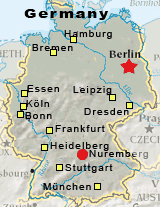 Germany
Hamburg
Bremen
Berlin
Essen
Leipzig
Köln
Bonn
Dresden
Frankfurt
Heidelberg
Nuremberg
Stuttgart
München